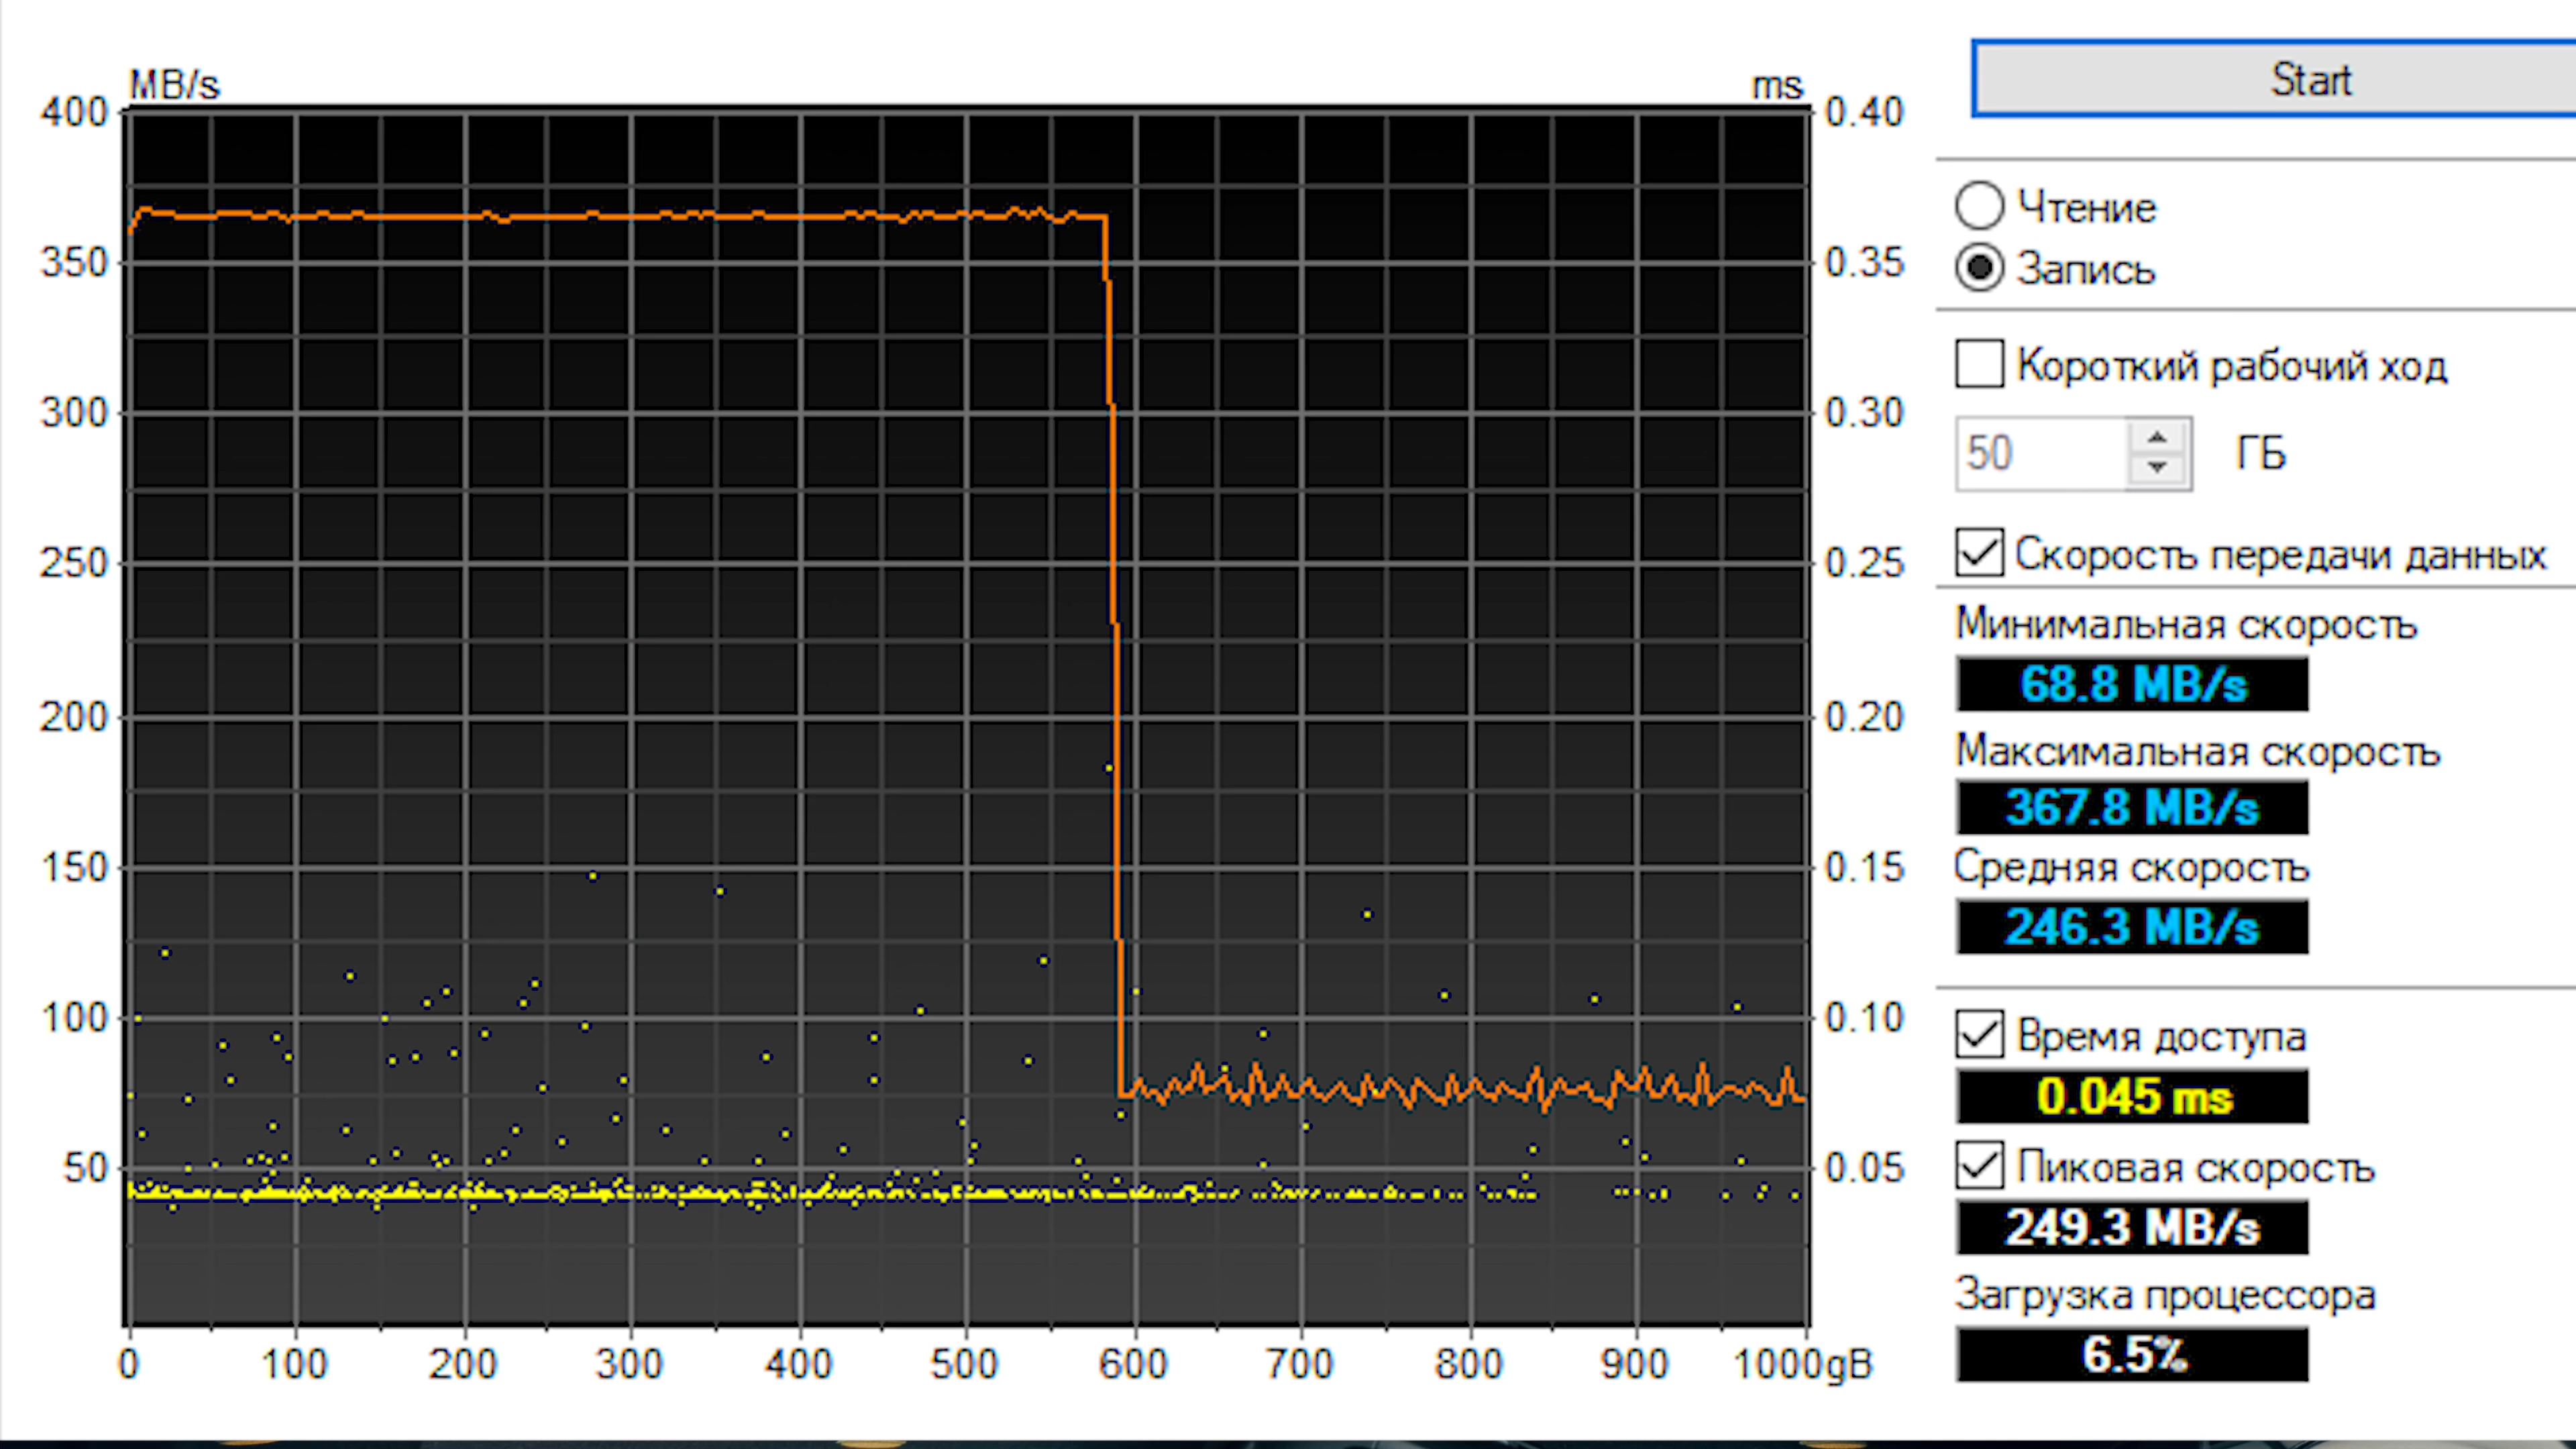 MB/s
ms
400
350
300
250
200
150
100
50
0.40
0.35
0.30
0.25
0.20
0.15
0.10
0.05
0 100 200 300 400 500 600 700 800 900 1000gB
Start
Чтение
Запись
Короткий рабочий ход
50 ГБ
Скорость передачи данных
Минимальная скорость
68.8 MB/s
Максимальная скорость
367.8 MB/s
Средняя скорость
246.3 MB/s
Время доступа
0.045 ms
Пиковая скорость
249.3 MB/s
Загрузка процессора
6.5%